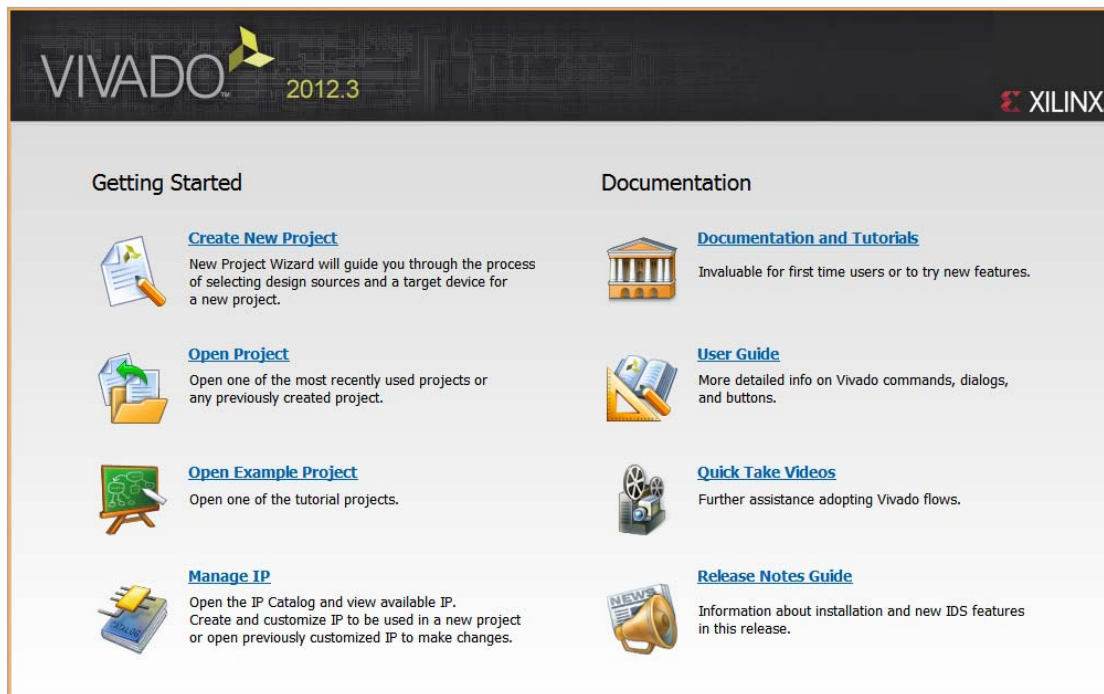 VIVADO™ 2012.3
XILINX
Getting Started
Create New Project
New Project Wizard will guide you through the process
of selecting design sources and a target device for
a new project.
Open Project
Open one of the most recently used projects or
any previously created project.
Open Example Project
Open one of the tutorial projects.
Manage IP
CATALOG
Open the IP Catalog and view available IP.
Create and customize IP to be used in a new project
or open previously customized IP to make changes.
Documentation
Documentation and Tutorials
Invaluable for first time users or to try new features.
User Guide
More detailed info on Vivado commands, dialogs,
and buttons.
Quick Take Videos
Further assistance adopting Vivado flows.
Release Notes Guide
NEWS
Information about installation and new IDS features
in this release.